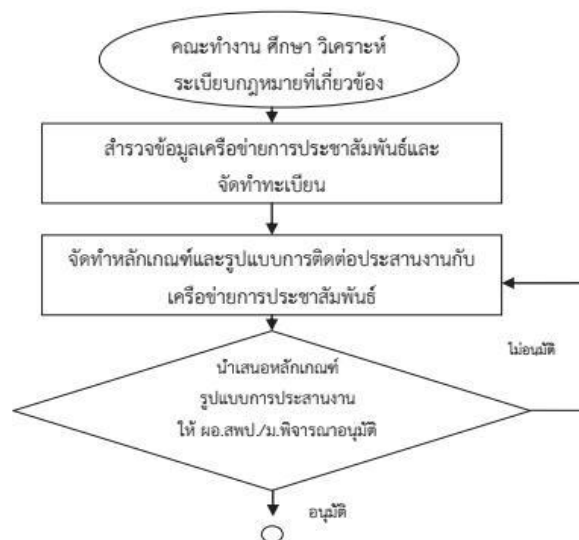 คณะทำงาน ศึกษา วิเคราะห์
ระเบียบกฎหมายที่เกี่ยวข้อง
สำรวจข้อมูลเครือข่ายการประชาสัมพันธ์และ
จัดทำทะเบียน
จัดทำหลักเกณฑ์และรูปแบบการติดต่อประสานงานกับ
เครือข่ายการประชาสัมพันธ์
ไม่อนุมัติ
นำเสนอหลักเกณฑ์
รูปแบบการประสานงาน
ให้ ผอ.สพป./ม.พิจารณาอนุมัติ
อนุมัติ